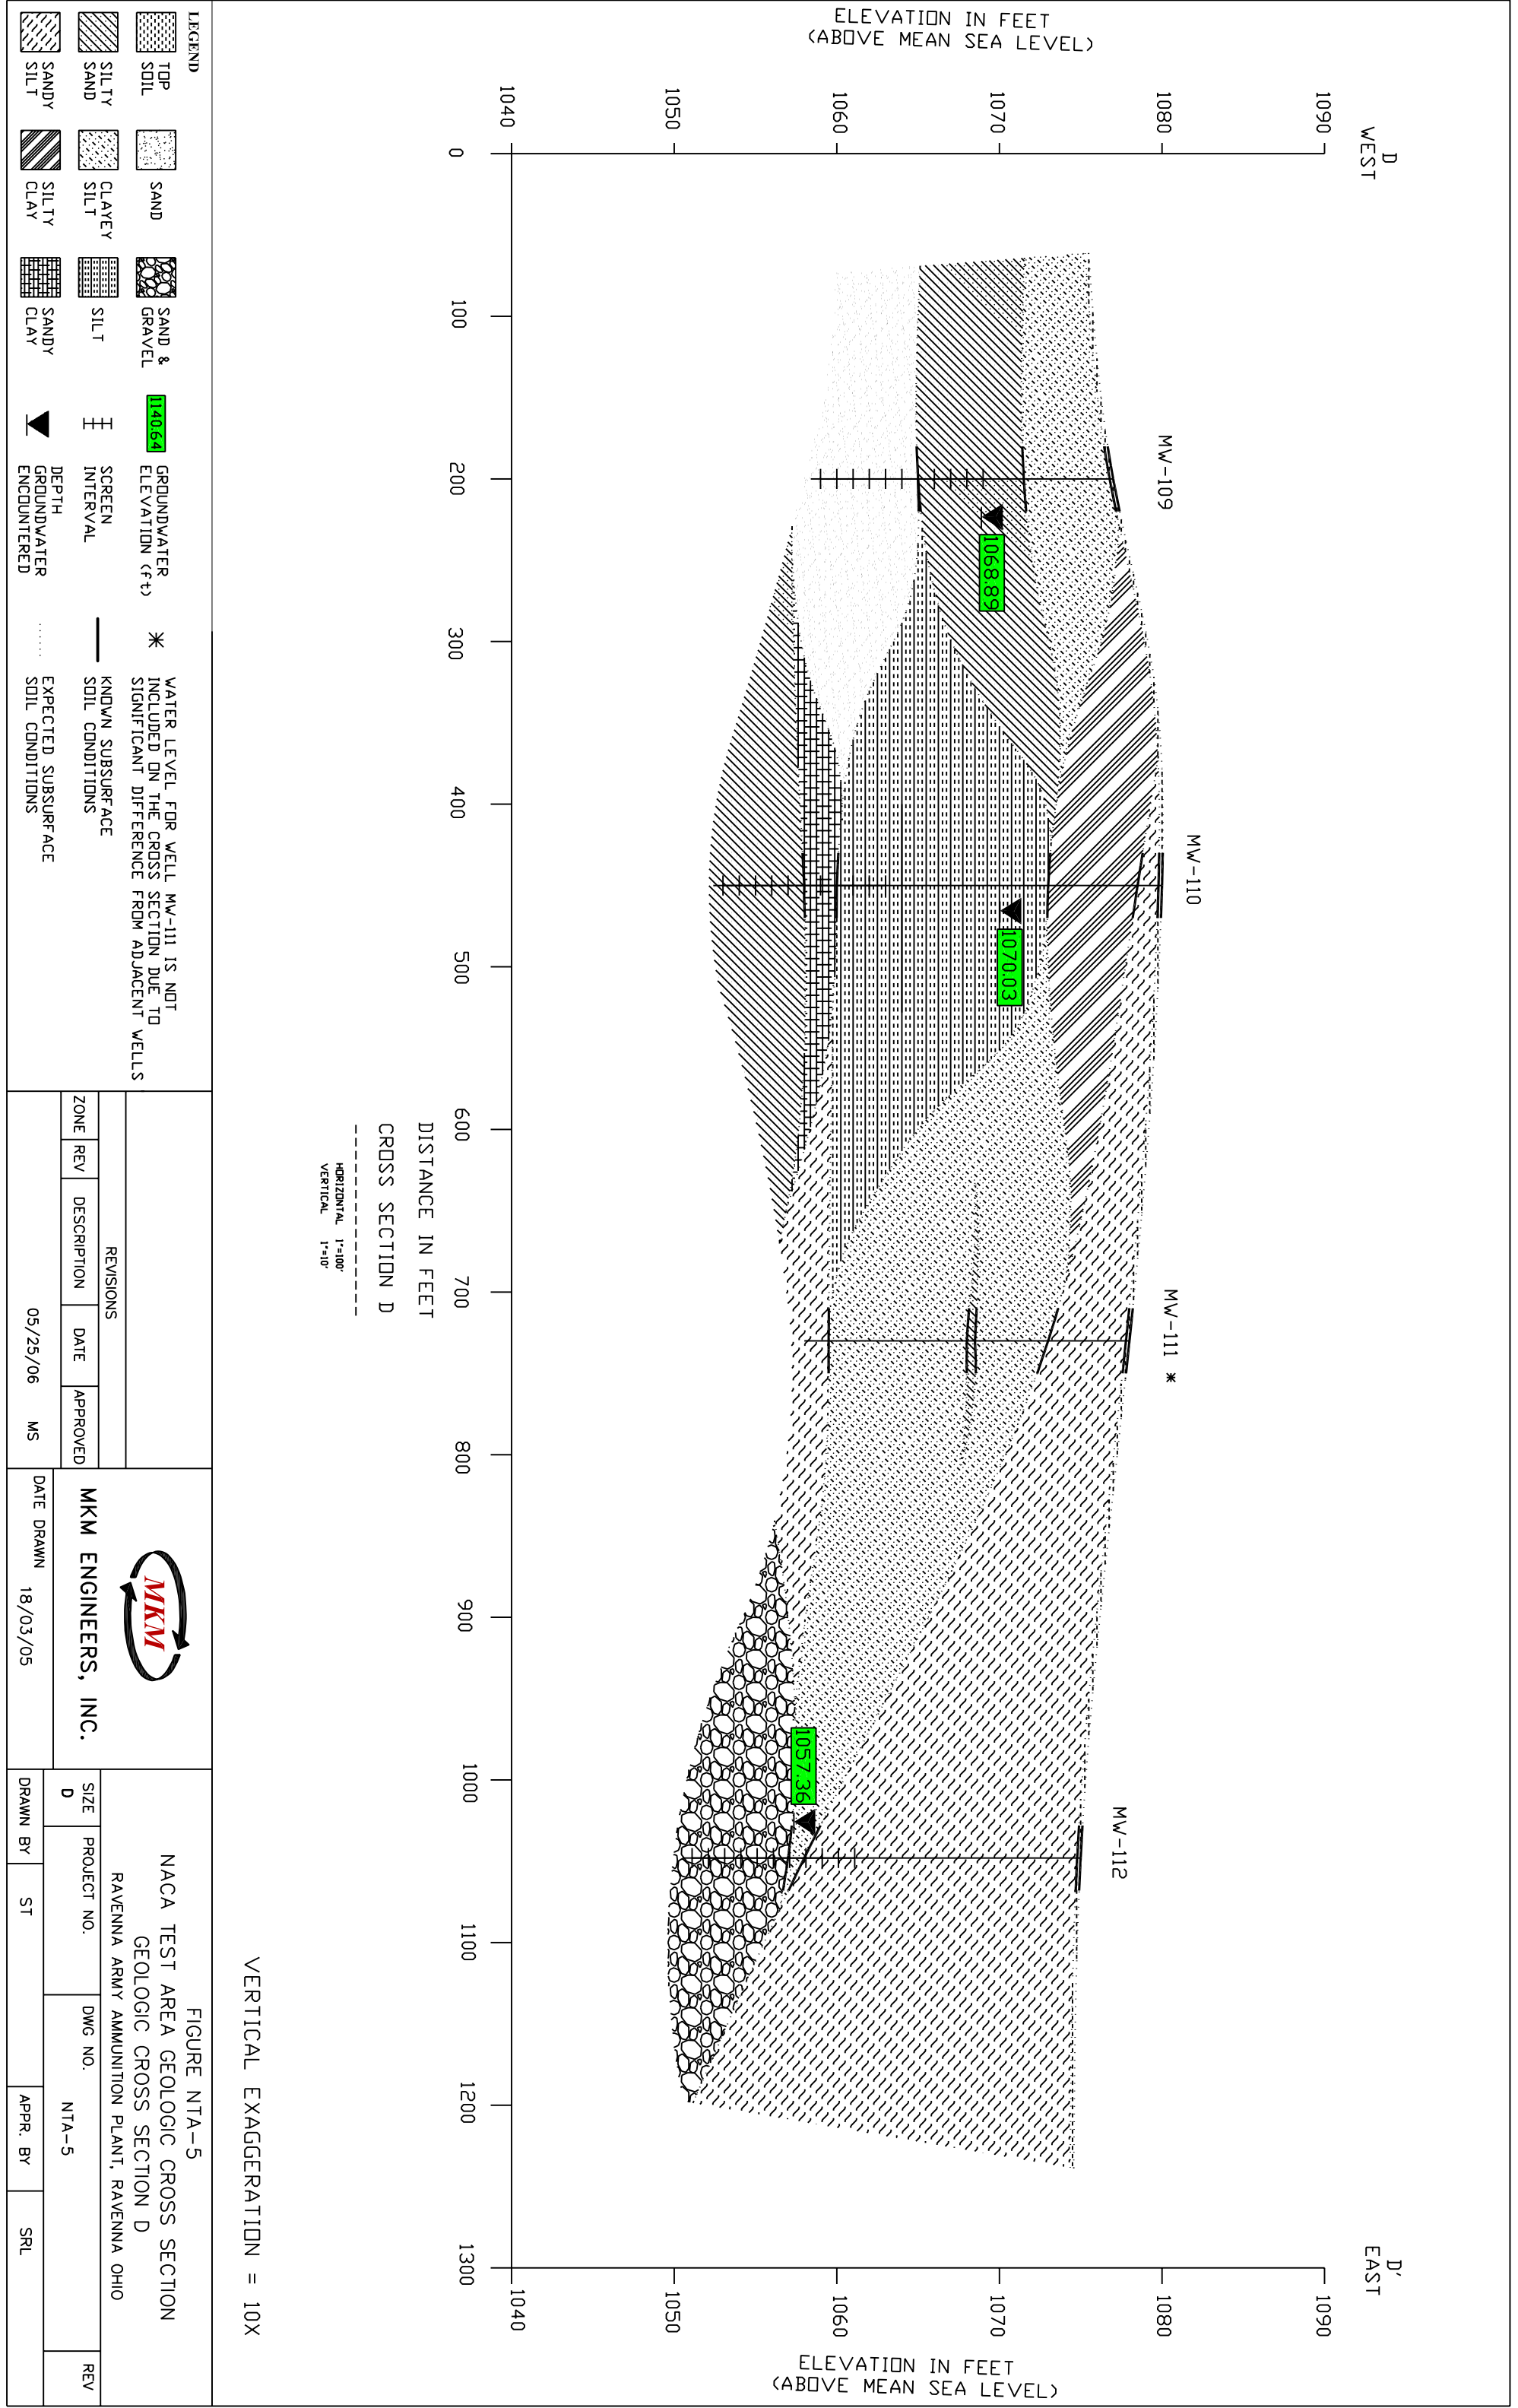 D
WEST
D'
EAST
ELEVATION IN FEET
(ABOVE MEAN SEA LEVEL)
1090
1080
1070
1060
1050
1040
MW-109
MW-110
MW-111 *
MW-112
1068.89
1070.03
1057.36
1090
1080
1070
1060
1050
1040
ELEVATION IN FEET
(ABOVE MEAN SEA LEVEL)
0
100
200
300
400
500
600
700
800
900
1000
1100
1200
1300
DISTANCE IN FEET
CROSS SECTION D
HORIZONTAL 1"=100'
VERTICAL 1"=10'
VERTICAL EXAGGERATION = 10X
LEGEND
TOP
SOIL
SAND
SAND &
GRAVEL
1140.64
GROUNDWATER
ELEVATION (ft)
*
WATER LEVEL FOR WELL MW-111 IS NOT
INCLUDED ON THE CROSS SECTION DUE TO
SIGNIFICANT DIFFERENCE FROM ADJACENT WELLS
SILTY
SAND
CLAYEY
SILT
SILT
SCREEN
INTERVAL
KNOWN SUBSURFACE
SOIL CONDITIONS
SANDY
SILT
SILTY
CLAY
SANDY
CLAY
DEPTH
GROUNDWATER
ENCOUNTERED
EXPECTED SUBSURFACE
SOIL CONDITIONS
REVISIONS
ZONE REV DESCRIPTION DATE APPROVED
05/25/06 MS
MKM
MKM ENGINEERS, INC.
DATE DRAWN 18/03/05
FIGURE NTA-5
NACA TEST AREA GEOLOGIC CROSS SECTION
GEOLOGIC CROSS SECTION D
RAVENNA ARMY AMMUNITION PLANT, RAVENNA OHIO
SIZE
D
PROJECT NO.
DWG NO.
NTA-5
REV
DRAWN BY ST APPR. BY SRL